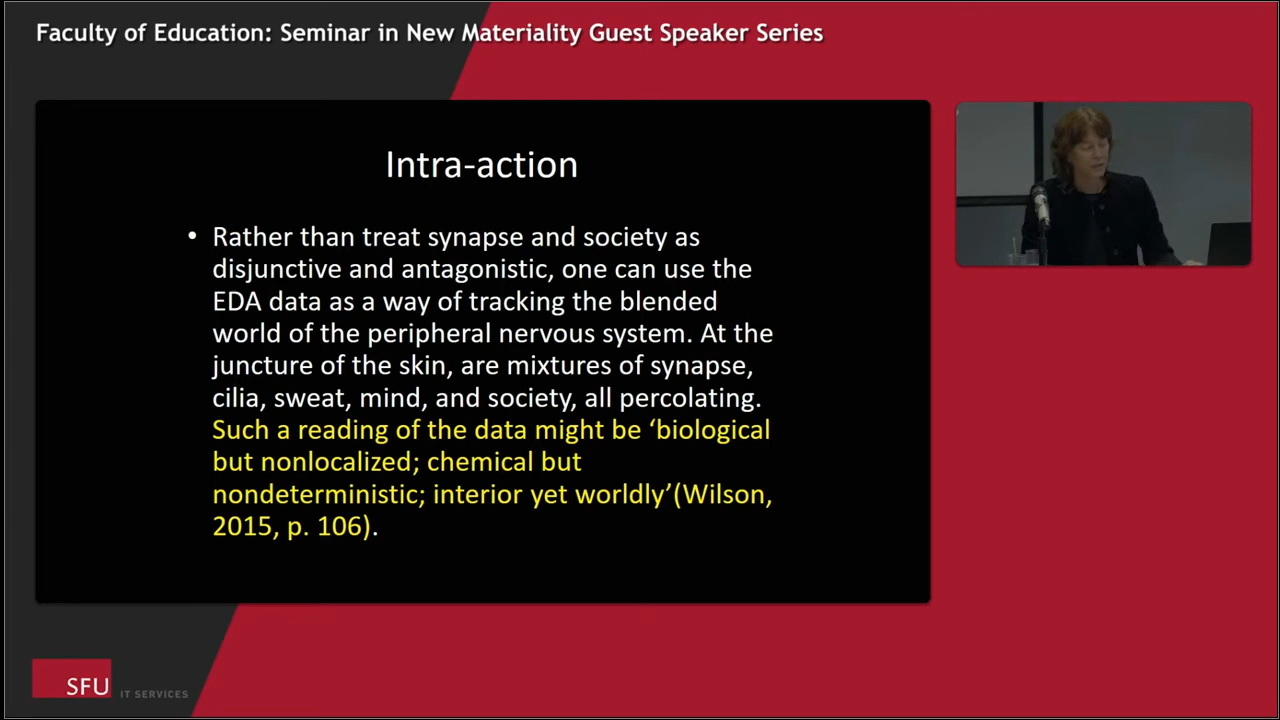 Faculty of Education: Seminar in New Materiality Guest Speaker Series
Intra-action
• Rather than treat synapse and society as
disjunctive and antagonistic, one can use the
EDA data as a way of tracking the blended
world of the peripheral nervous system. At the
juncture of the skin, are mixtures of synapse,
cilia, sweat, mind, and society, all percolating.
Such a reading of the data might be ‘biological
but nonlocalized; chemical but
nondeterministic; interior yet worldly’(Wilson,
2015, p. 106).
SFU IT SERVICES